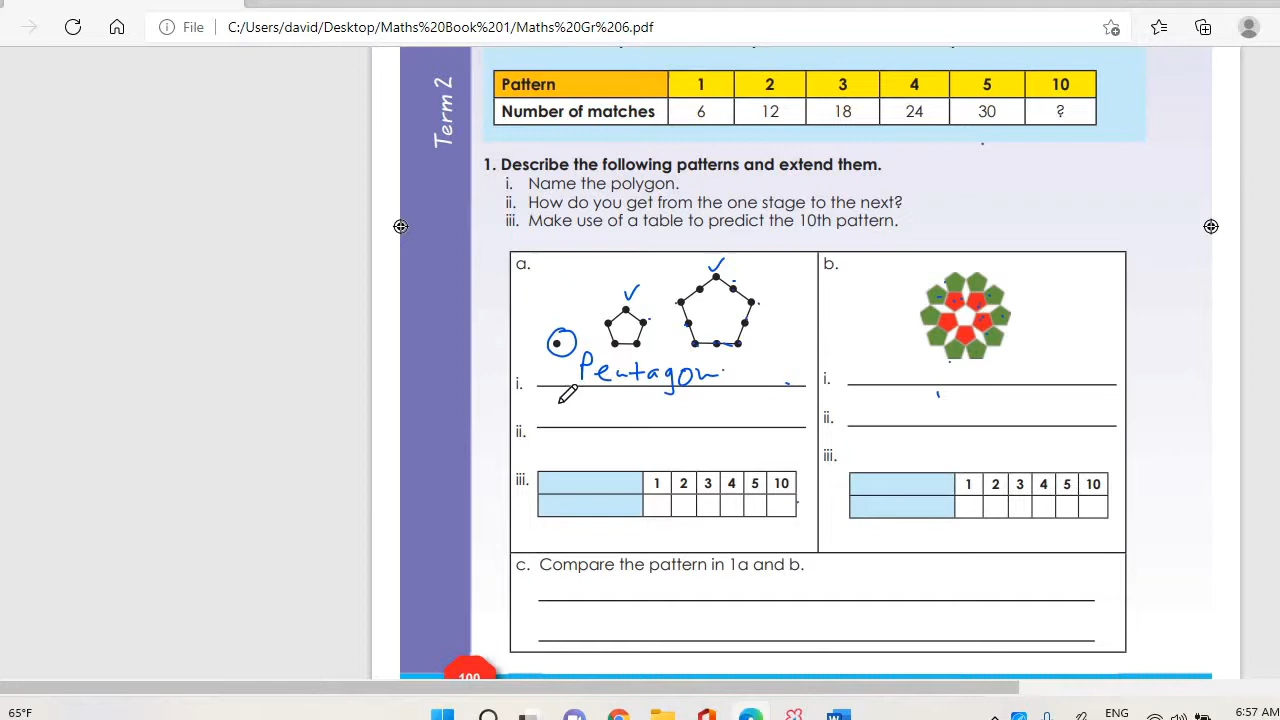 File C:/Users/david/Desktop/Maths%20Book%201/Maths%20Gr%206.pdf
Term 2
Pattern 1 2 3 4 5 10
Number of matches 6 12 18 24 30 ?
1. Describe the following patterns and extend them.
i. Name the polygon.
ii. How do you get from the one stage to the next?
iii. Make use of a table to predict the 10th pattern.
a.
Pentagon
i.
ii.
iii. 1 2 3 4 5 10
b.
i.
ii.
iii.
1 2 3 4 5 10
c. Compare the pattern in 1a and b.
100
65°F
ENG
6:57 AM